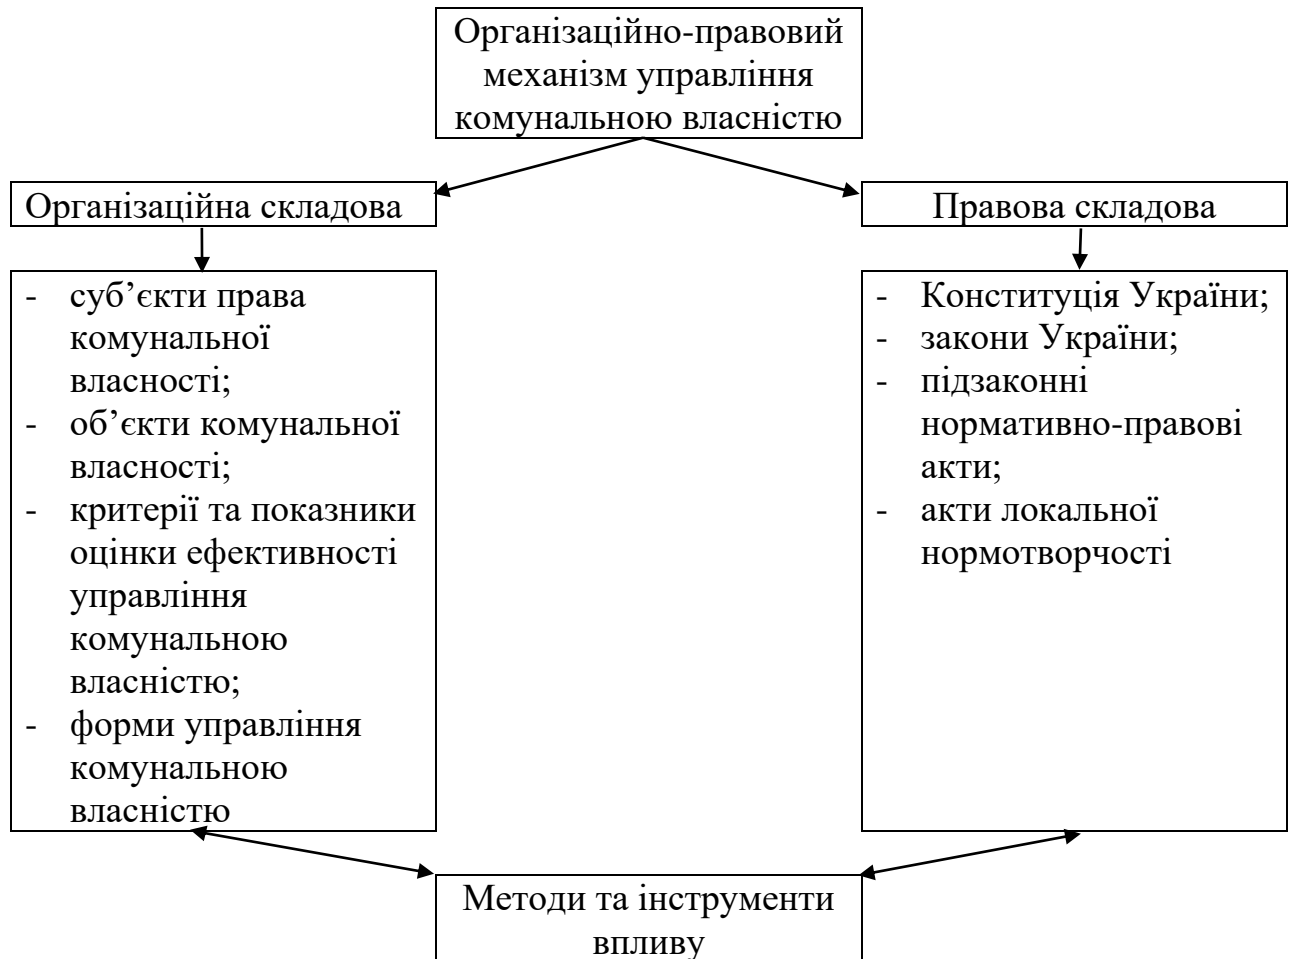 Організаційно-правовий
механізм управління
комунальною власністю
Організаційна складова
Правова складова
- суб’єкти права
комунальної
власності;
- об’єкти комунальної
власності;
- критерії та показники
оцінки ефективності
управління
комунальною
власністю;
- форми управління
комунальною
власністю
- Конституція України;
- закони України;
- підзаконні
нормативно-правові
акти;
- акти локальної
нормотворчості
Методи та інструменти
впливу